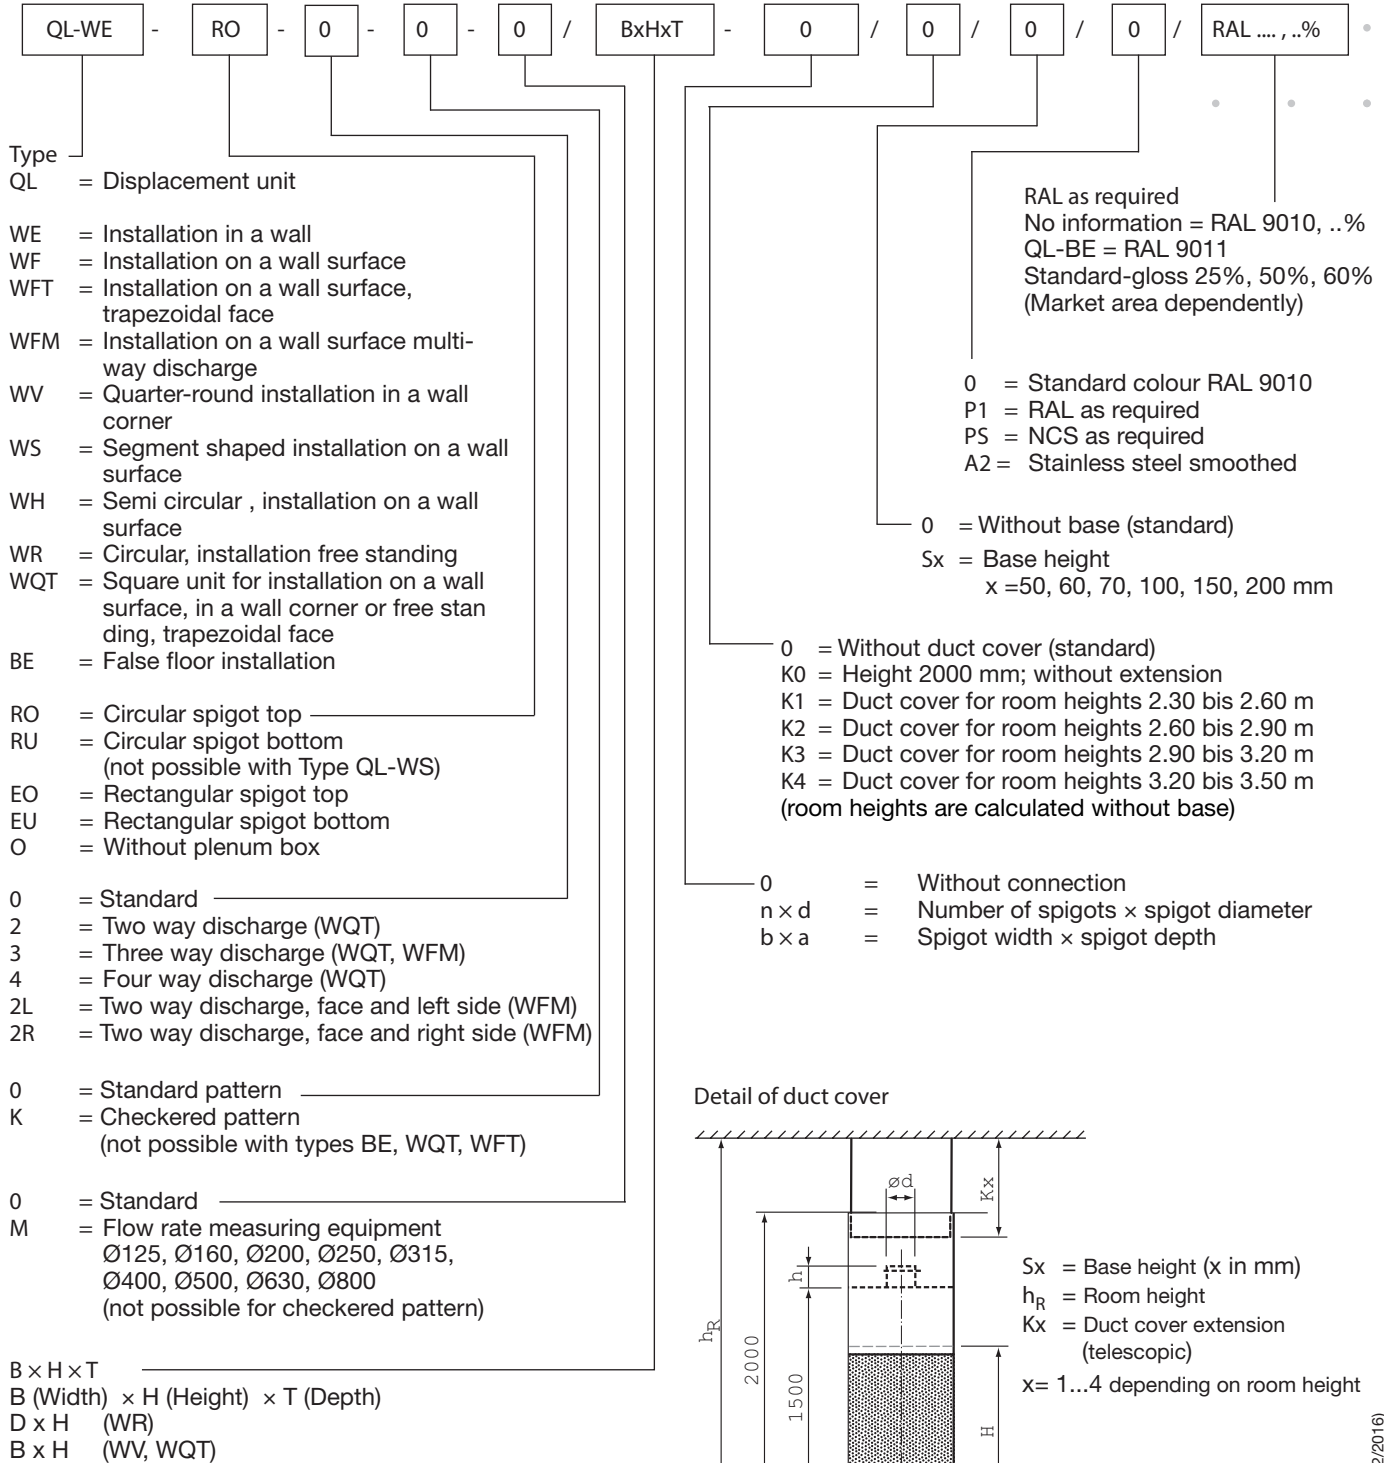 QL-WE - RO - 0 - 0 - 0 / BxHxT - 0 / 0 / 0 / 0 / RAL .... , ..%
Type
QL = Displacement unit
WE = Installation in a wall
WF = Installation on a wall surface
WFT = Installation on a wall surface,
trapezoidal face
WFM = Installation on a wall surface multi-
way discharge
WV = Quarter-round installation in a wall
corner
WS = Segment shaped installation on a wall
surface
WH = Semi circular , installation on a wall
surface
WR = Circular, installation free standing
WQT = Square unit for installation on a wall
surface, in a wall corner or free stan
ding, trapezoidal face
BE = False floor installation
RO = Circular spigot top
RU = Circular spigot bottom
(not possible with Type QL-WS)
EO = Rectangular spigot top
EU = Rectangular spigot bottom
O = Without plenum box
0 = Standard
2 = Two way discharge (WQT)
3 = Three way discharge (WQT, WFM)
4 = Four way discharge (WQT)
2L = Two way discharge, face and left side (WFM)
2R = Two way discharge, face and right side (WFM)
0 = Standard pattern
K = Checkered pattern
(not possible with types BE, WQT, WFT)
0 = Standard
M = Flow rate measuring equipment
Ø125, Ø160, Ø200, Ø250, Ø315,
Ø400, Ø500, Ø630, Ø800
(not possible for checkered pattern)
B × H × T
B (Width) × H (Height) × T (Depth)
D x H (WR)
B x H (WV, WQT)
RAL as required
No information = RAL 9010, ..%
QL-BE = RAL 9011
Standard-gloss 25%, 50%, 60%
(Market area dependently)
0 = Standard colour RAL 9010
P1 = RAL as required
PS = NCS as required
A2 = Stainless steel smoothed
0 = Without base (standard)
Sx = Base height
x =50, 60, 70, 100, 150, 200 mm
0 = Without duct cover (standard)
K0 = Height 2000 mm; without extension
K1 = Duct cover for room heights 2.30 bis 2.60 m
K2 = Duct cover for room heights 2.60 bis 2.90 m
K3 = Duct cover for room heights 2.90 bis 3.20 m
K4 = Duct cover for room heights 3.20 bis 3.50 m
(room heights are calculated without base)
0 = Without connection
n × d = Number of spigots × spigot diameter
b × a = Spigot width × spigot depth
Detail of duct cover
ød
Kx
h
hR
2000
1500
H
Sx = Base height (x in mm)
hR = Room height
Kx = Duct cover extension
(telescopic)
x= 1...4 depending on room height
2/2016)